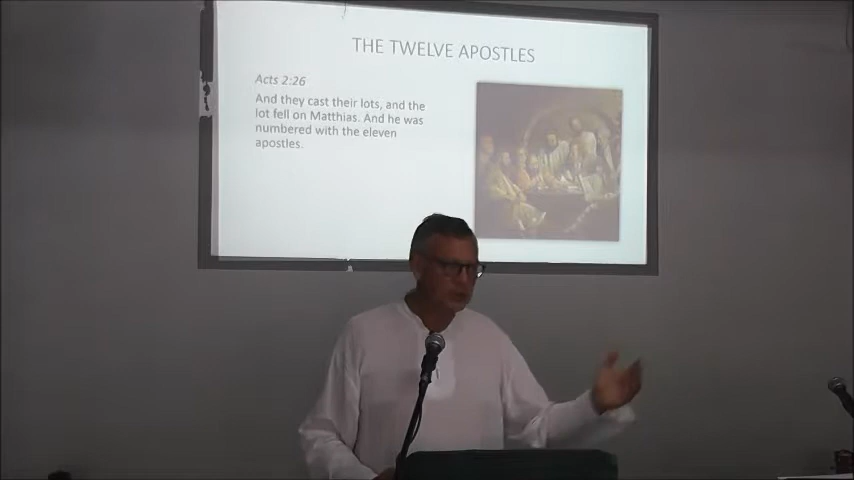 THE TWELVE APOSTLES
Acts 2:26
And they cast their lots, and the
lot fell on Matthias. And he was
numbered with the eleven
apostles.